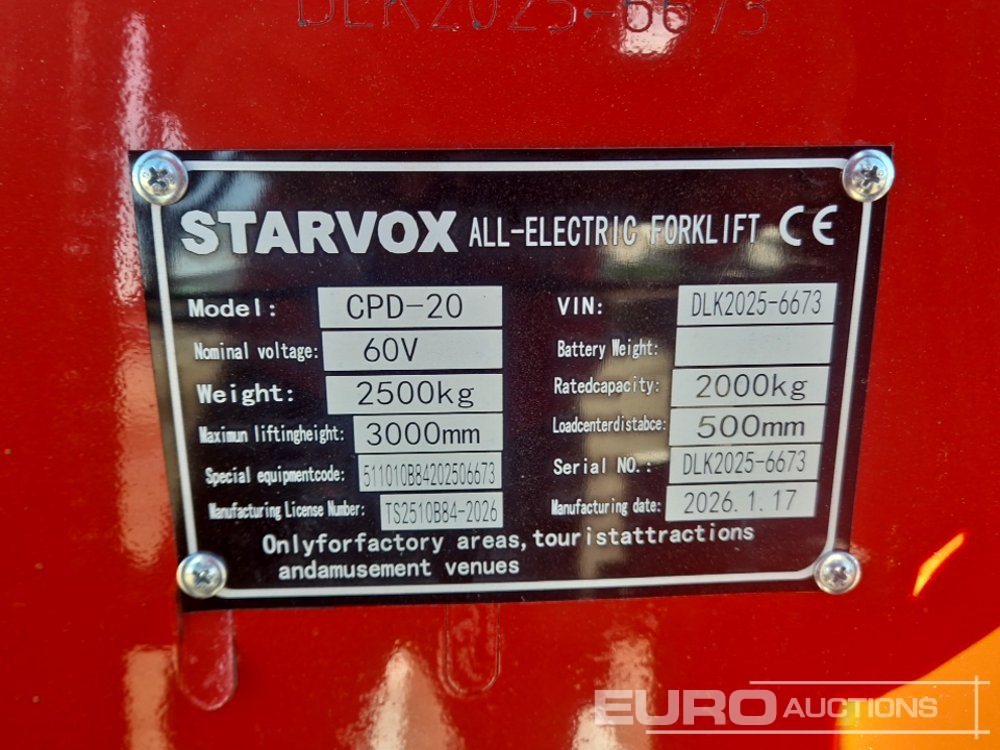 DLK2025-6673
STARVOX ALL-ELECTRIC FORKLIFT CE
Model: CPD-20 VIN: DLK2025-6673
Nominal voltage: 60V Battery Weight:
Weight: 2500kg Ratedcapacity: 2000kg
Maximun liftingheight: 3000mm Loadcenterdistabce: 500mm
Special equipmentcode: 511010B84202506673 Serial NO.: DLK2025-6673
Manufacturing License Number: TS2510B84-2026 Manufacturing date: 2026.1.17
Onlyforfactory areas,touristattractions
andamusement venues
EURO AUCTIONS